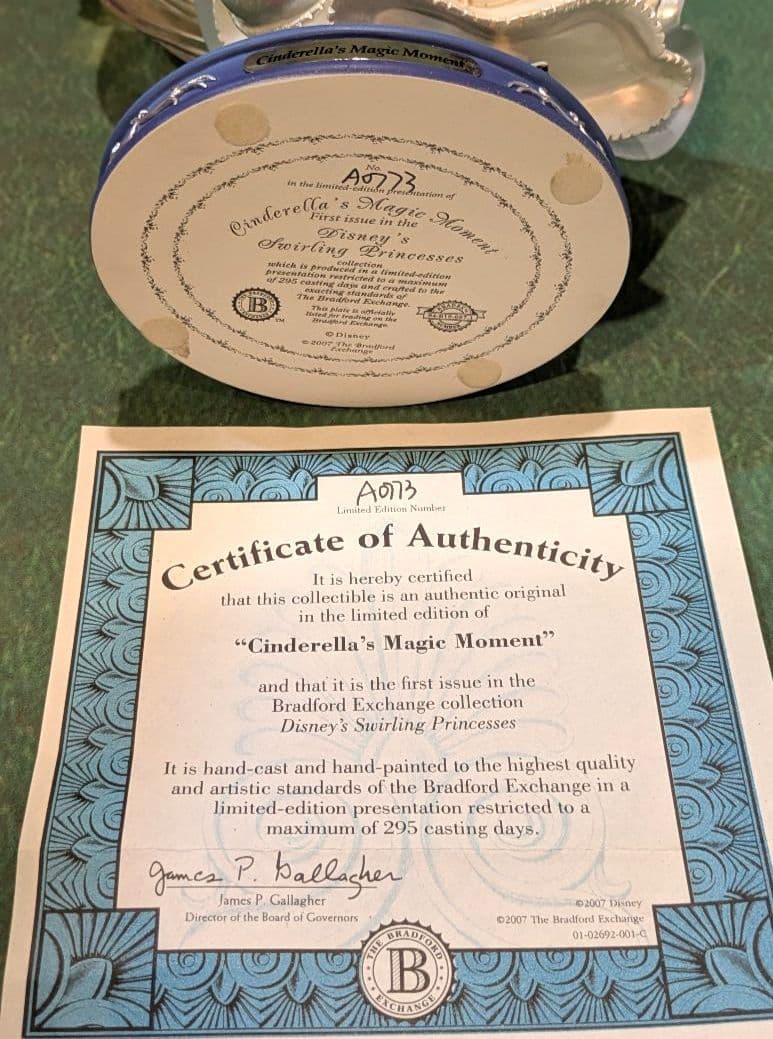 Cinderella's Magic Moment
No.
A0773
in the limited-edition presentation of
Cinderella's Magic Moment
First issue in the
Disney's
Swirling Princesses
collection
which is produced in a limited-edition
presentation restricted to a maximum
of 295 casting days and crafted to the
exacting standards of
The Bradford Exchange.
This plate is officially
listed for trading on the
Bradford Exchange.
B
TM
© Disney
© 2007 The Bradford
Exchange
A0773
Limited Edition Number
Certificate of Authenticity
It is hereby certified
that this collectible is an authentic original
in the limited edition of
“Cinderella's Magic Moment”
and that it is the first issue in the
Bradford Exchange collection
Disney's Swirling Princesses
It is hand-cast and hand-painted to the highest quality
and artistic standards of the Bradford Exchange in a
limited-edition presentation restricted to a
maximum of 295 casting days.
James P. Gallagher
James P. Gallagher
Director of the Board of Governors
©2007 Disney
©2007 The Bradford Exchange
01-02692-001-C
THE BRADFORD
B
EXCHANGE